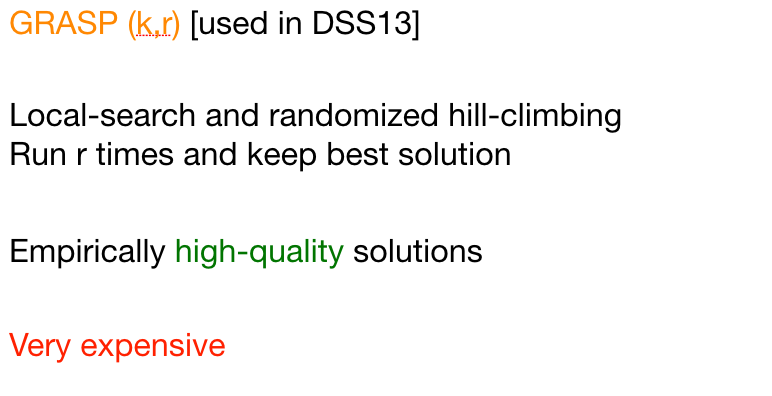 GRASP (k,r) [used in DSS13]
Local-search and randomized hill-climbing
Run r times and keep best solution
Empirically high-quality solutions
Very expensive